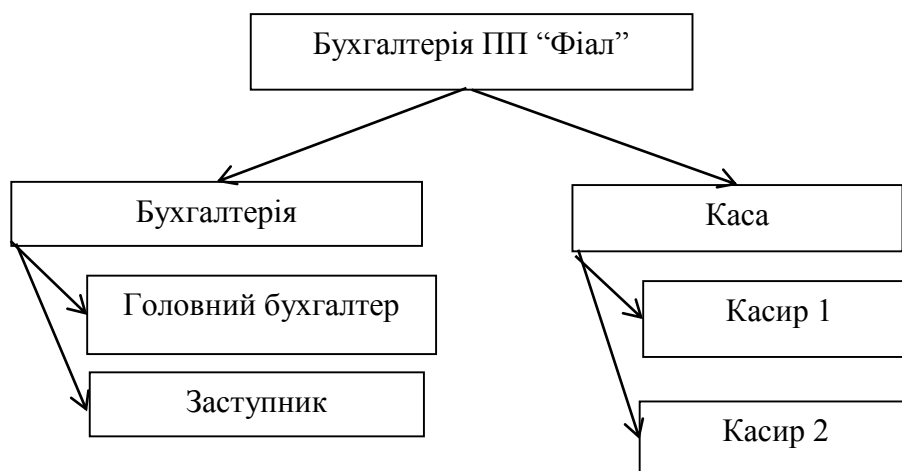 Бухгалтерія ПП “Фіал”
Бухгалтерія
Каса
Головний бухгалтер
Касир 1
Заступник
Касир 2